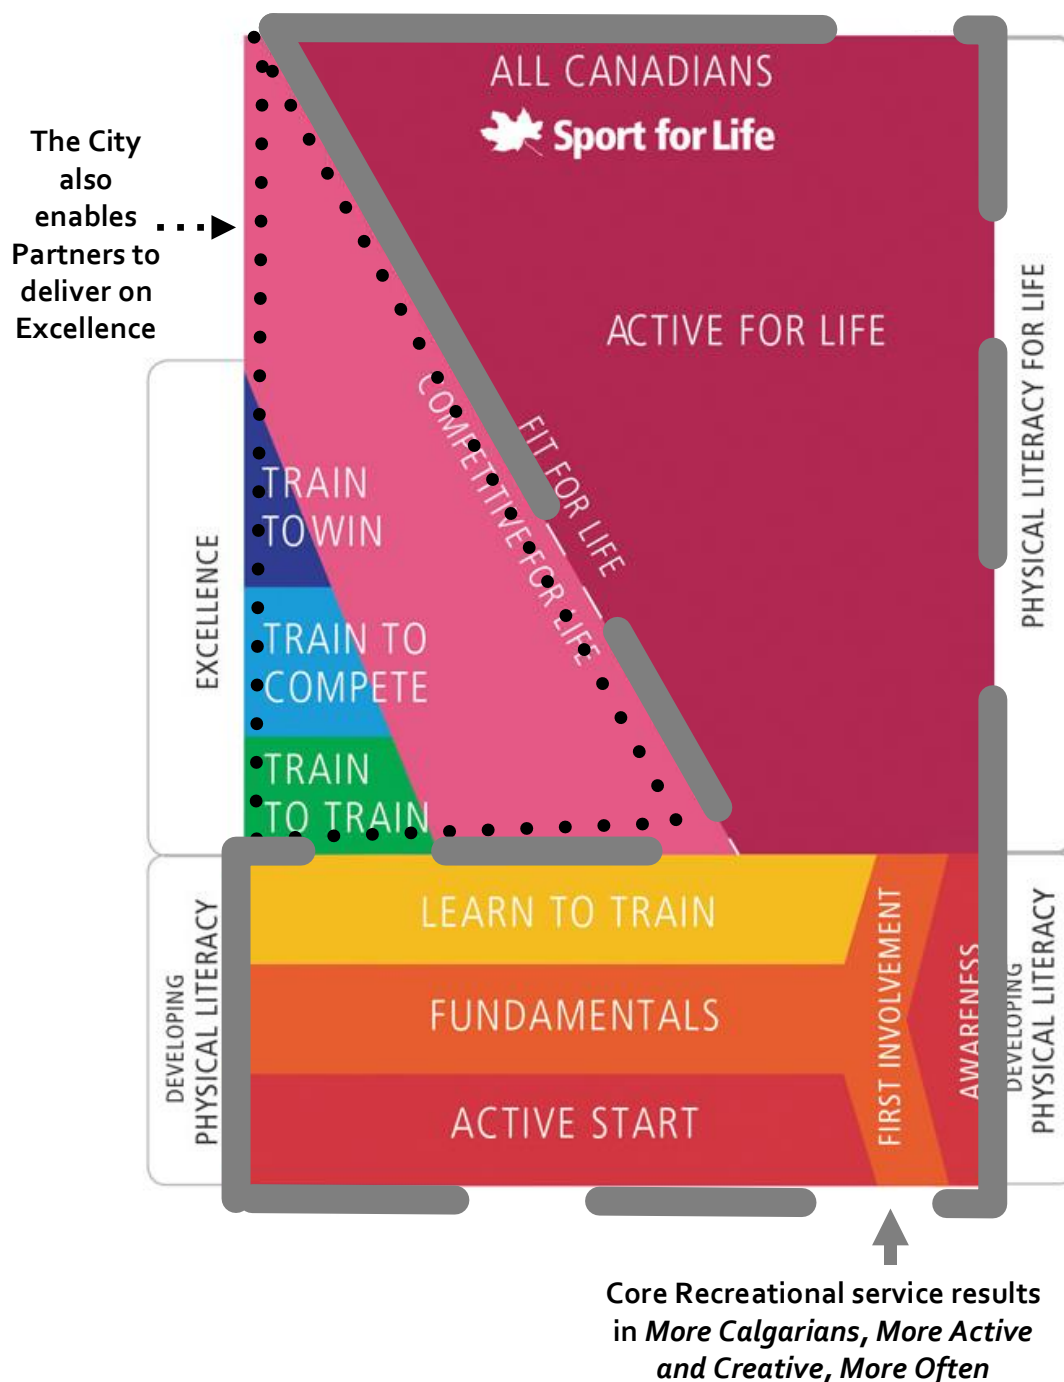 ALL CANADIANS
Sport for Life
The City
also
enables
Partners to
deliver on
Excellence
ACTIVE FOR LIFE
PHYSICAL LITERACY FOR LIFE
FIT FOR LIFE
COMPETITIVE FOR LIFE
EXCELLENCE
TRAIN
TO WIN
TRAIN TO
COMPETE
TRAIN
TO TRAIN
DEVELOPING
PHYSICAL LITERACY
LEARN TO TRAIN
FUNDAMENTALS
ACTIVE START
FIRST INVOLVEMENT
AWARENESS
DEVELOPING
PHYSICAL LITERACY
Core Recreational service results
in More Calgarians, More Active
and Creative, More Often